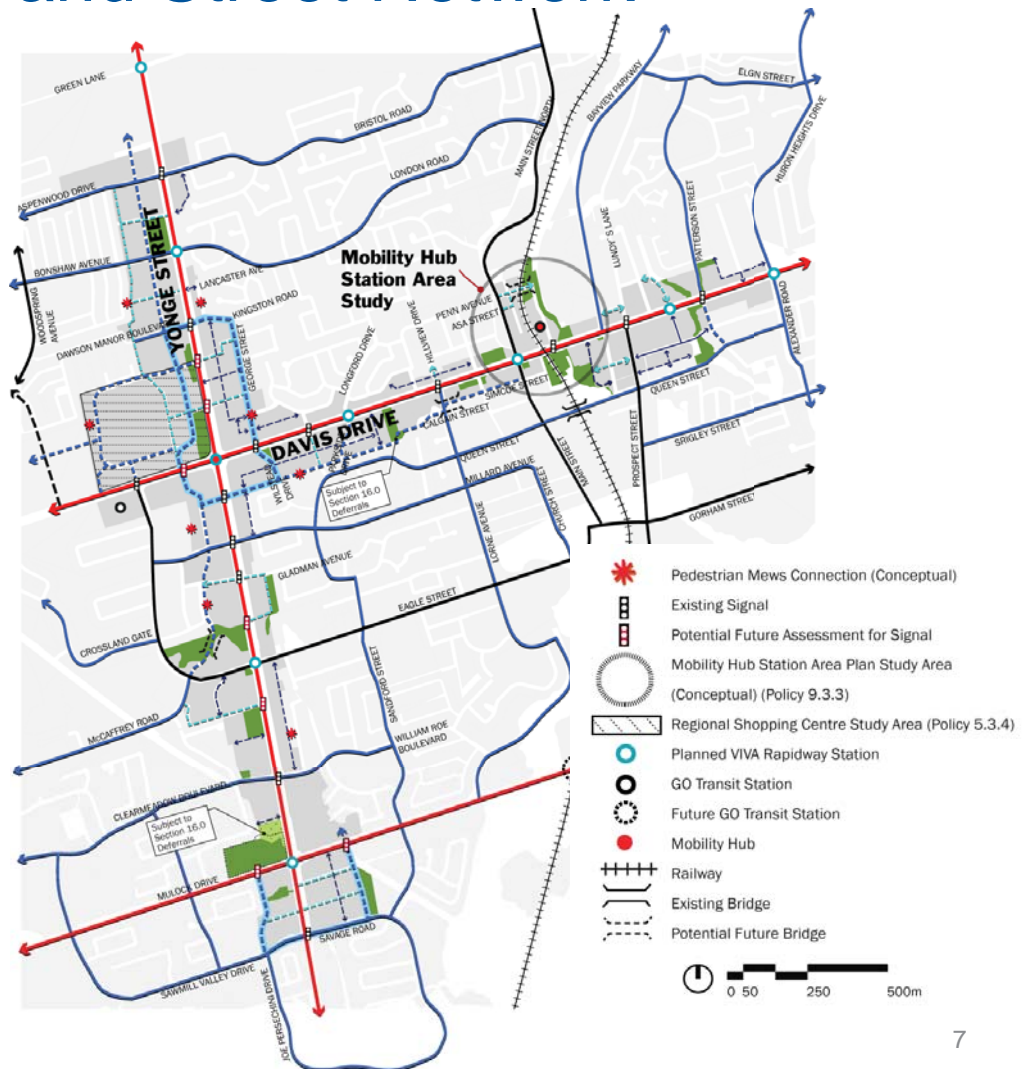 and Street Network
GREEN LANE
BRISTOL ROAD
MAIN STREET NORTH
BAYVIEW PARKWAY
ELGN STREET
HURON HEIGHTS DRIVE
ASPENWOOD DRIVE
LONDON ROAD
YONGE STREET
BONSHAW AVENUE
LANCASTER AVE
WOODSPRING
AVENUE
DAWSON MANOR BOULEVARD
KINGSTON ROAD
GEORGE STREET
Mobility Hub
Station Area
Study
PENN AVENUE
ASA STREET
LUNDY'S LANE
PATTERSON STREET
ALEXANDER ROAD
LONGFORD DRIVE
HILLVIEW DRIVE
DAVIS DRIVE
SIMCOE STREET
QUEEN STREET
SRIGLEY STREET
QUEEN STREET
MILLARD AVENUE
CHURCH STREET
MAIN STREET
PROSPECT STREET
GORHAM STREET
LORNE AVENUE
Subject to
Section 16.0
Deferrals
GLADMAN AVENUE
EAGLE STREET
CROSSLAND GATE
McCAFFREY ROAD
SANDFORD STREET
WILLIAM ROE
BOULEVARD
CLEARMEADOW BOULEVARD
Subject to
Section 16.0
Deferrals
MULOCK DRIVE
SAVAGE ROAD
SAWMILL VALLEY DRIVE
JOE PERSECHINI DRIVE
Pedestrian Mews Connection (Conceptual)
Existing Signal
Potential Future Assessment for Signal
Mobility Hub Station Area Plan Study Area
(Conceptual) (Policy 9.3.3)
Regional Shopping Centre Study Area (Policy 5.3.4)
Planned VIVA Rapidway Station
GO Transit Station
Future GO Transit Station
Mobility Hub
Railway
Existing Bridge
Potential Future Bridge
0 50 250 500m
7